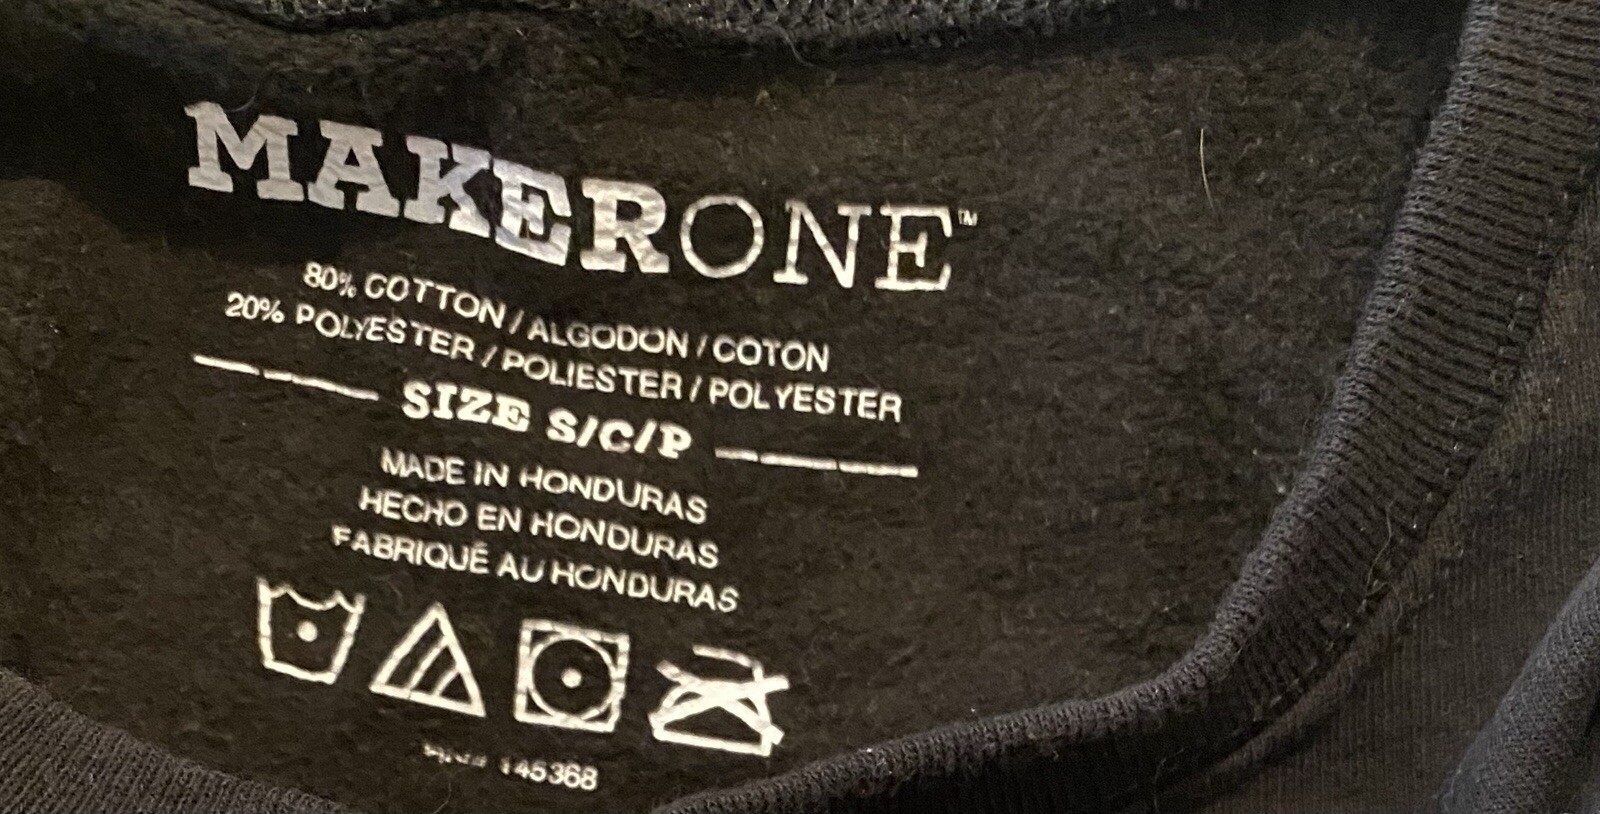 MAKERONE™
80% COTTON / ALGODON / COTON
20% POLYESTER / POLIESTER / POLYESTER
SIZE S/C/P
MADE IN HONDURAS
HECHO EN HONDURAS
FABRIQUÉ AU HONDURAS
145368